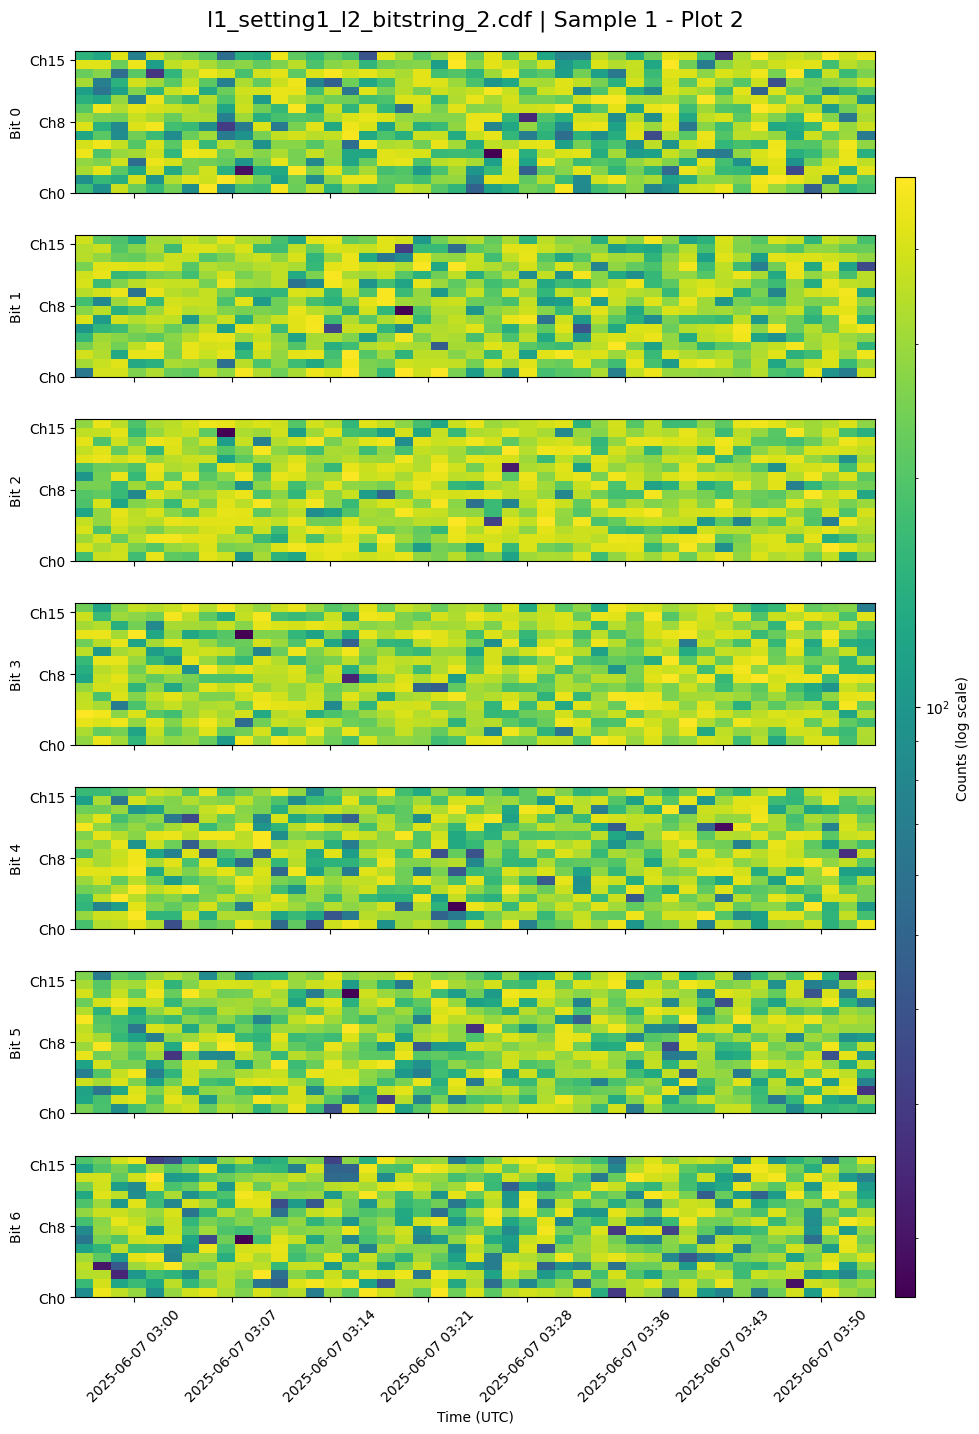 l1_setting1_l2_bitstring_2.cdf | Sample 1 - Plot 2
Ch15
Ch8
Ch0
Bit 0
Ch15
Ch8
Ch0
Bit 1
Ch15
Ch8
Ch0
Bit 2
Ch15
Ch8
Ch0
Bit 3
Ch15
Ch8
Ch0
Bit 4
Ch15
Ch8
Ch0
Bit 5
Ch15
Ch8
Ch0
Bit 6
10²
Counts (log scale)
2025-06-07 03:00
2025-06-07 03:07
2025-06-07 03:14
2025-06-07 03:21
2025-06-07 03:28
2025-06-07 03:36
2025-06-07 03:43
2025-06-07 03:50
Time (UTC)